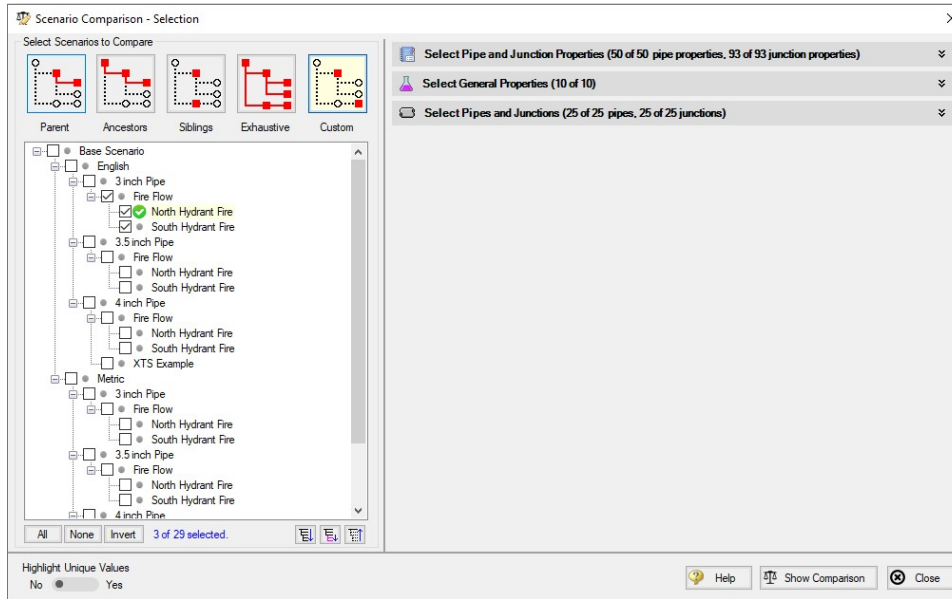 Scenario Comparison - Selection
Select Scenarios to Compare
Parent Ancestors Siblings Exhaustive Custom
Base Scenario
English
3 inch Pipe
Fire Flow
North Hydrant Fire
South Hydrant Fire
3.5 inch Pipe
Fire Flow
North Hydrant Fire
South Hydrant Fire
4 inch Pipe
Fire Flow
North Hydrant Fire
South Hydrant Fire
XTS Example
Metric
3 inch Pipe
Fire Flow
North Hydrant Fire
South Hydrant Fire
3.5 inch Pipe
Fire Flow
North Hydrant Fire
South Hydrant Fire
4 inch Pipe
All None Invert 3 of 29 selected.
Select Pipe and Junction Properties (50 of 50 pipe properties, 93 of 93 junction properties)
Select General Properties (10 of 10)
Select Pipes and Junctions (25 of 25 pipes, 25 of 25 junctions)
Highlight Unique Values
No Yes
Help Show Comparison Close